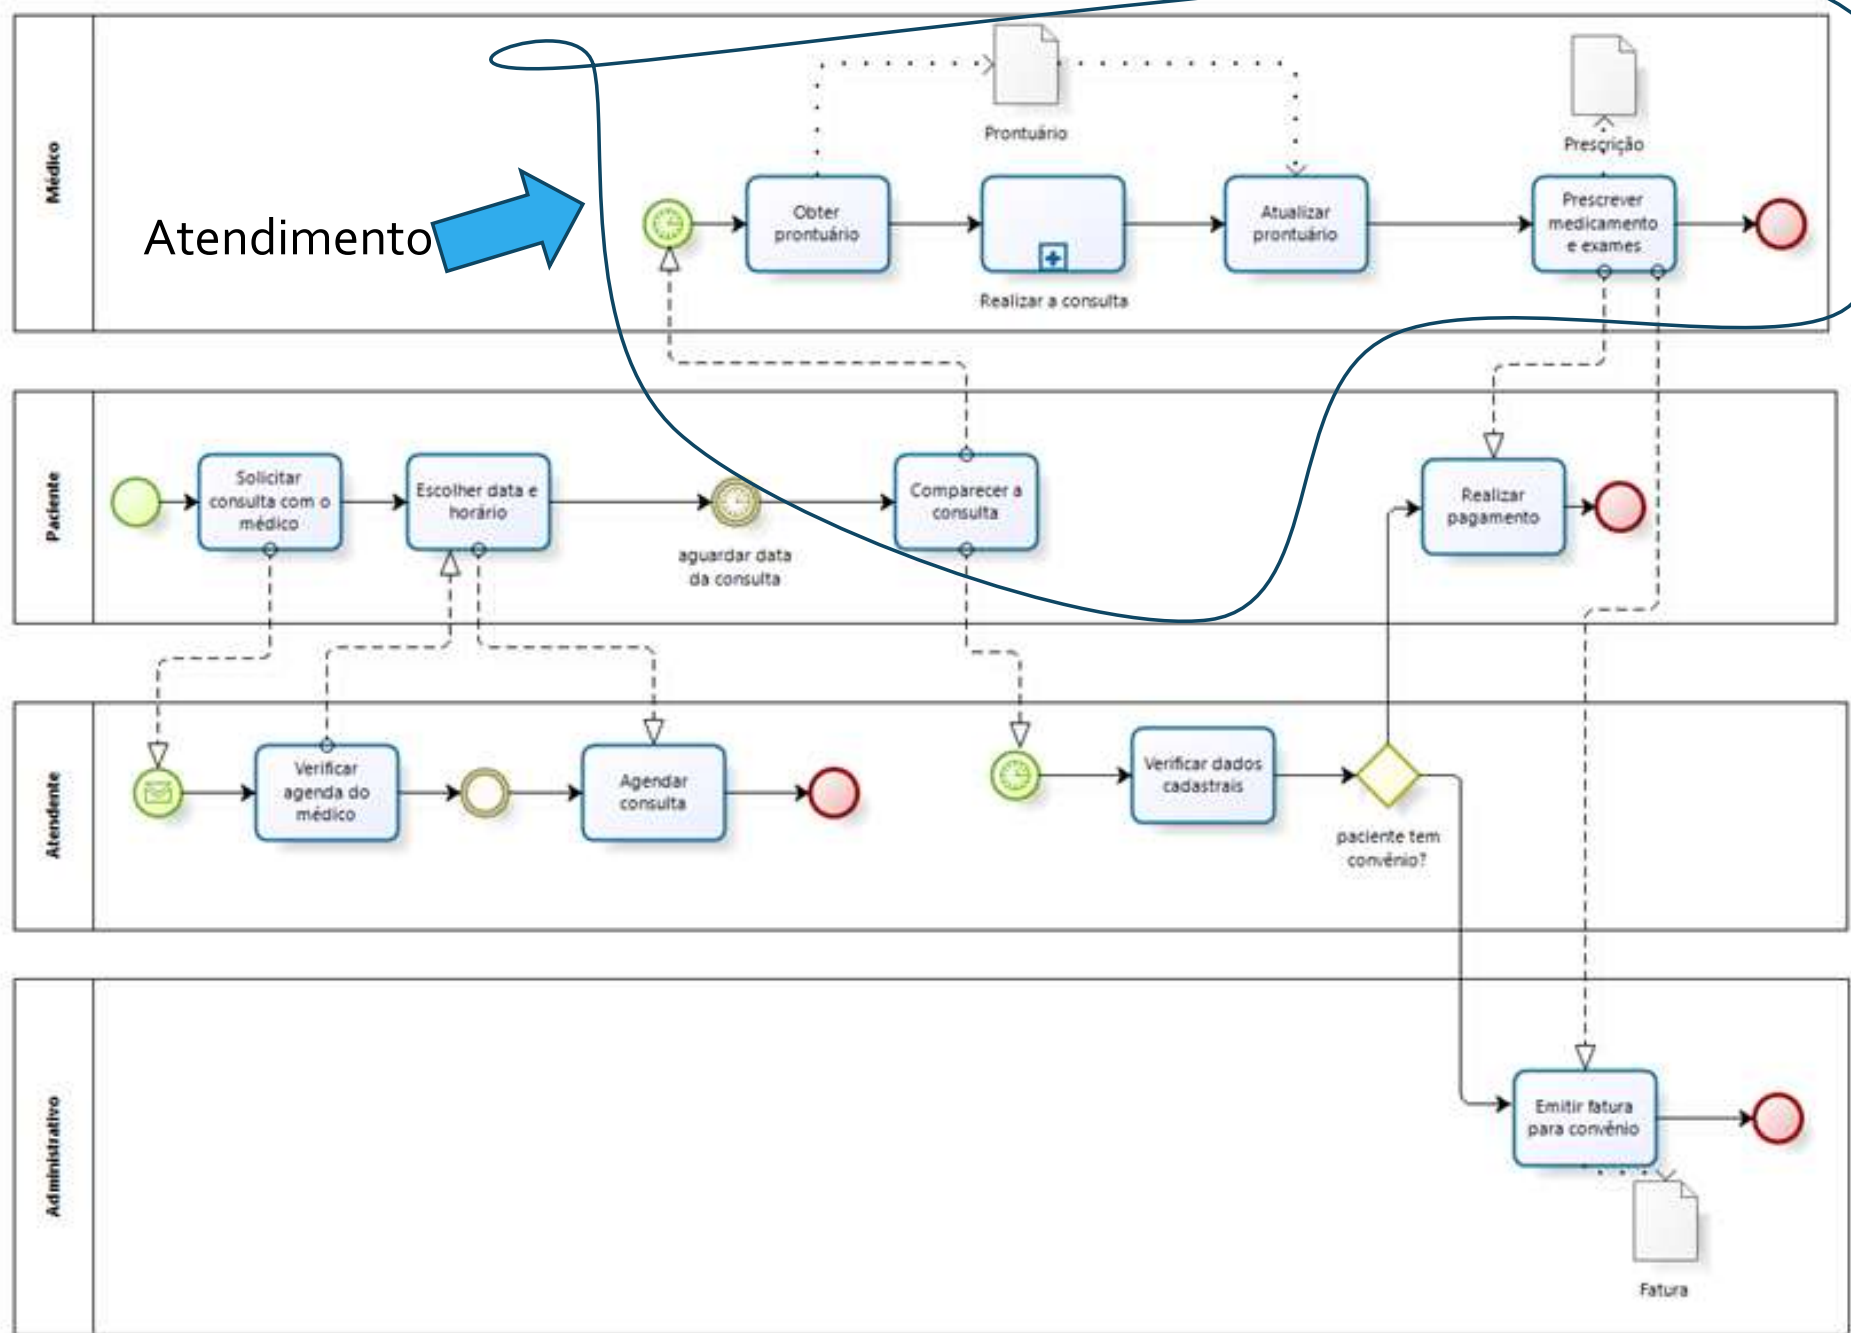 Médico
Atendimento
Prontuário
Prescrição
Obter
prontuário
Realizar a consulta
Atualizar
prontuário
Prescrever
medicamento
e exames
Paciente
Solicitar
consulta com o
médico
Escolher data e
horário
aguardar data
da consulta
Comparecer a
consulta
Realizar
pagamento
Atendente
Verificar
agenda do
médico
Agendar
consulta
Verificar dados
cadastrais
paciente tem
convênio?
Administrativo
Emitir fatura
para convênio
Fatura